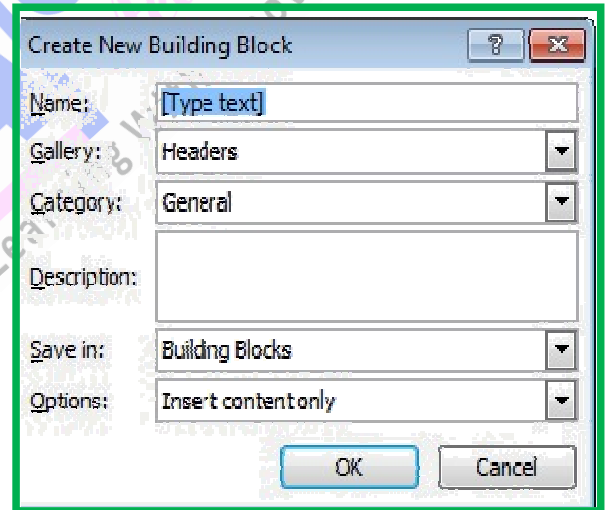 Create New Building Block
Name: [Type text]
Gallery: Headers
Category: General
Description:
Save in: Building Blocks
Options: Insert content only
OK Cancel